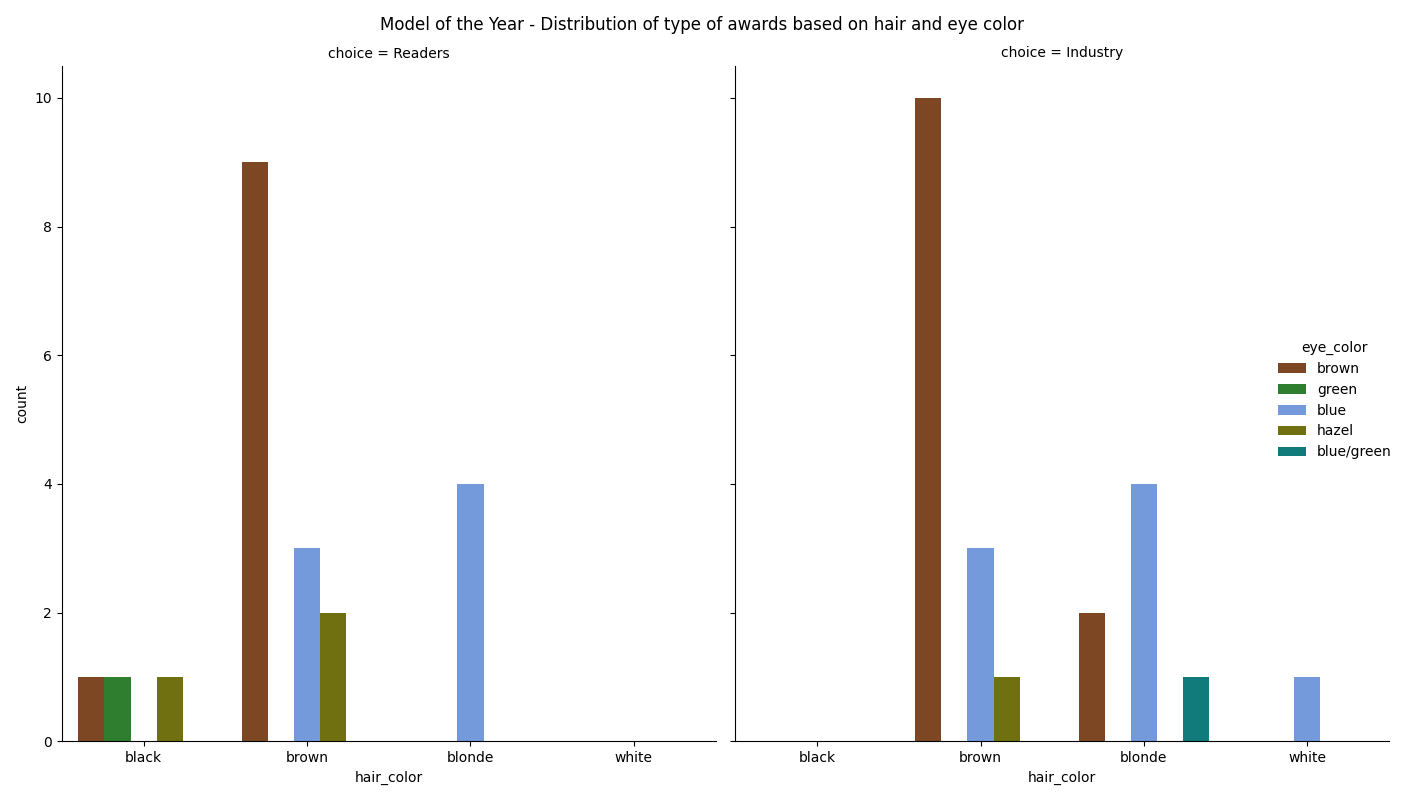 Model of the Year - Distribution of type of awards based on hair and eye color
choice = Readers
choice = Industry
10
8
6
4
2
0
count
black
brown
blonde
white
hair_color
black
brown
blonde
white
hair_color
eye_color
brown
green
blue
hazel
blue/green